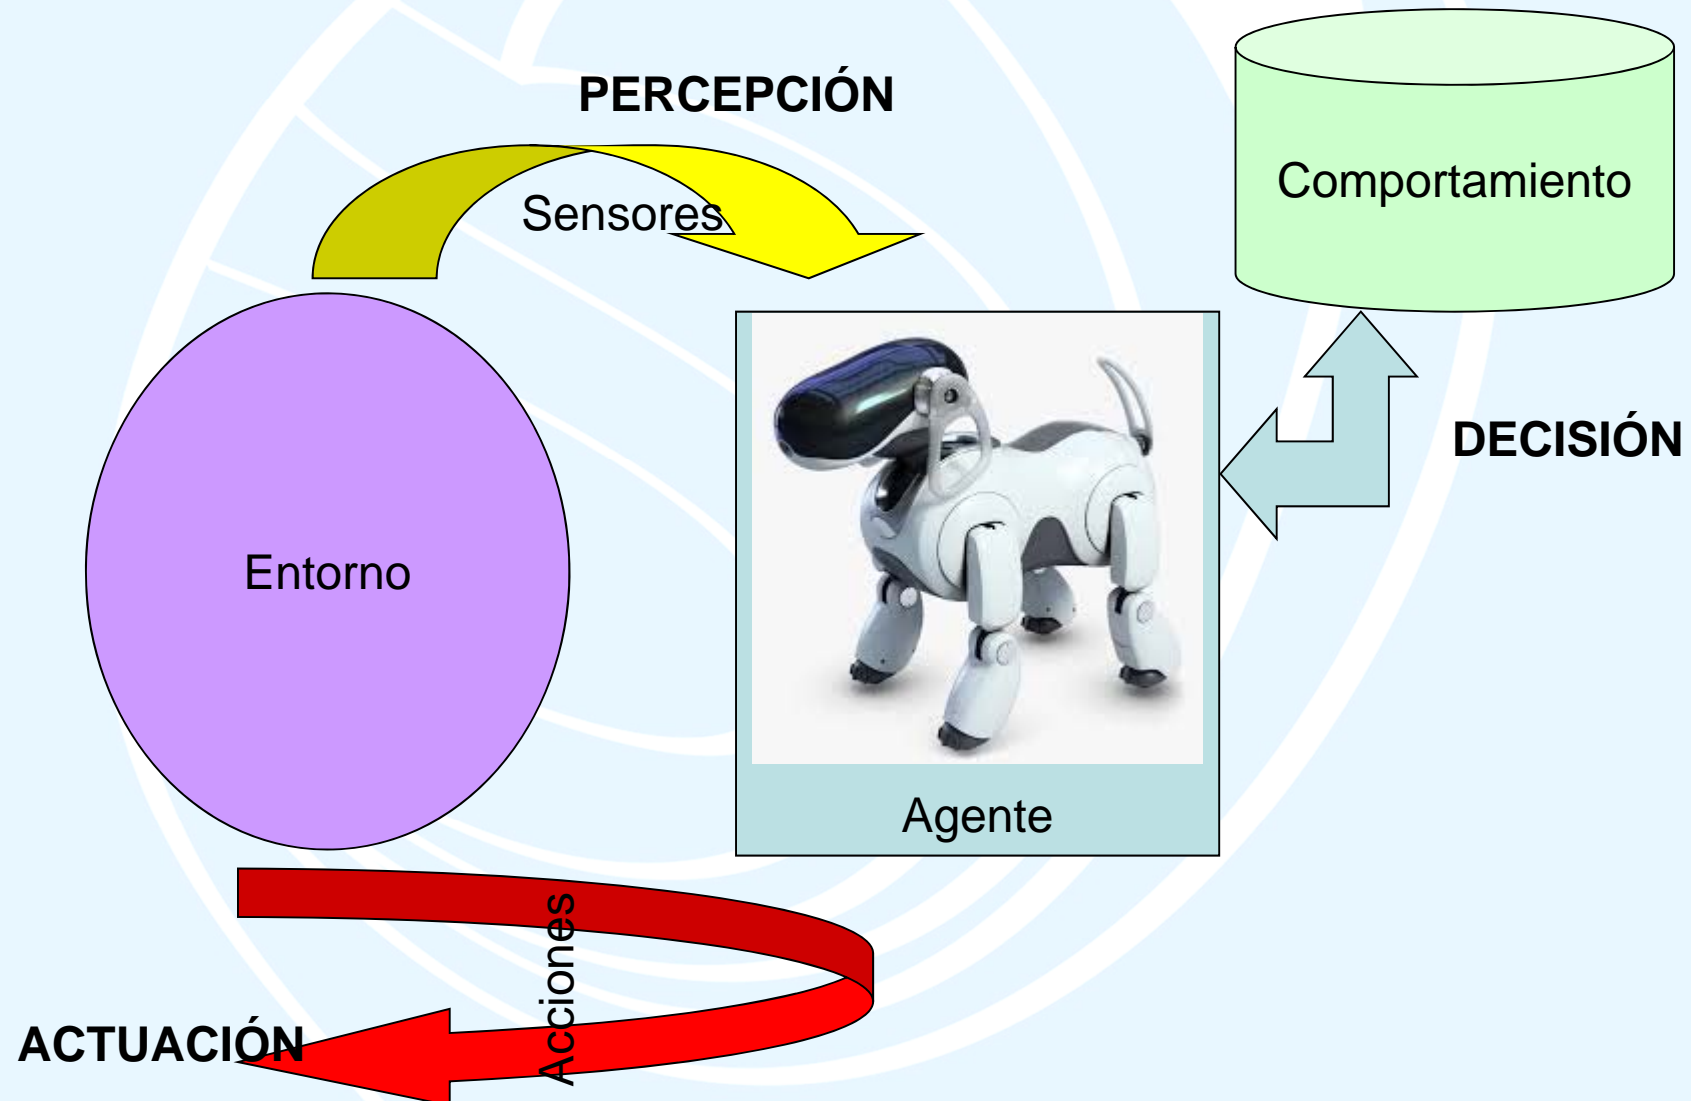 PERCEPCIÓN
Sensores
Comportamiento
DECISIÓN
Entorno
Agente
Acciones
ACTUACIÓN